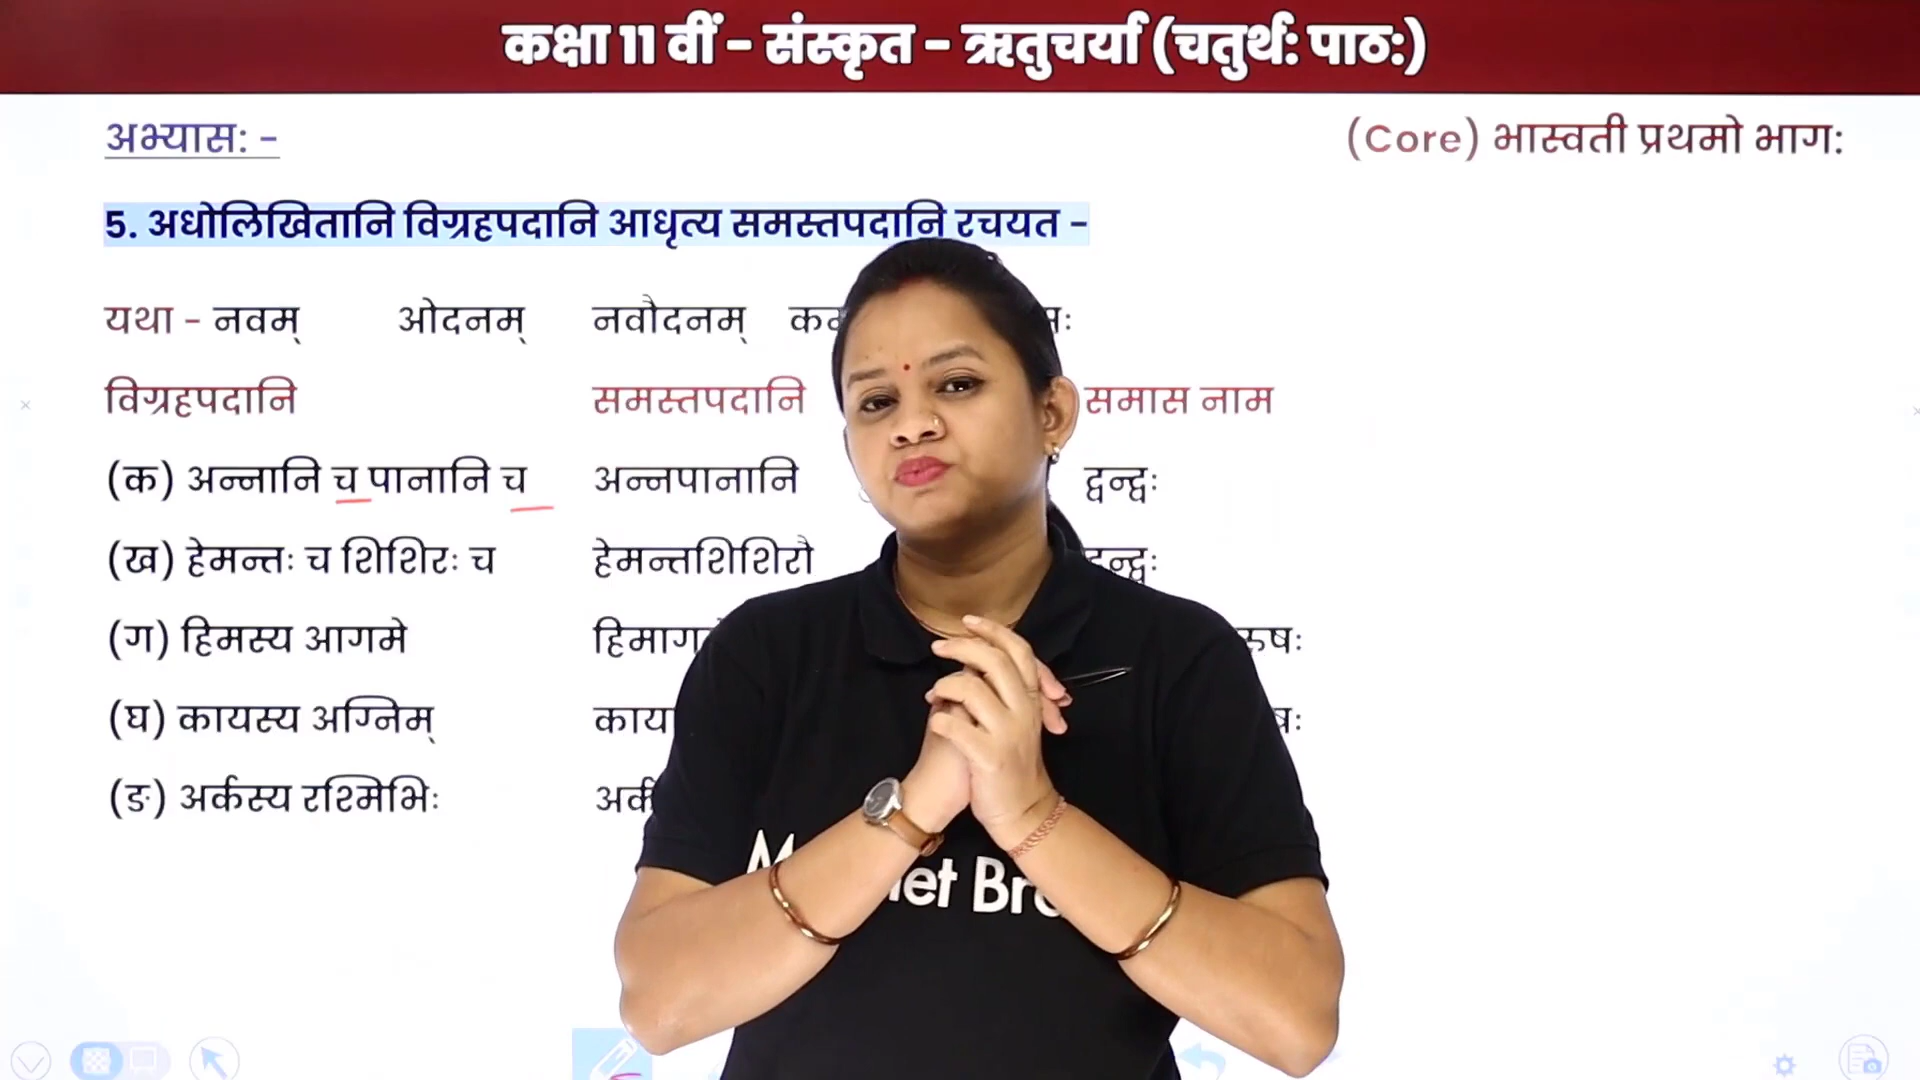 कक्षा 11 वीं - संस्कृत - ऋतुचर्या (चतुर्थ: पाठ:)
अभ्यास: -
(Core) भास्वती प्रथमो भाग:
5. अधोलिखितानि विग्रहपदानि आधृत्य समस्तपदानि रचयत -
यथा - नवम् ओदनम् नवौदनम्
विग्रहपदानि समस्तपदानि समास नाम
(क) अन्नानि च पानानि च अन्नपानानि द्वन्द्वः
(ख) हेमन्तः च शिशिरः च हेमन्तशिशिरौ द्वन्द्वः
(ग) हिमस्य आगमे
(घ) कायस्य अग्निम्
(ङ) अर्कस्य रश्मिभिः